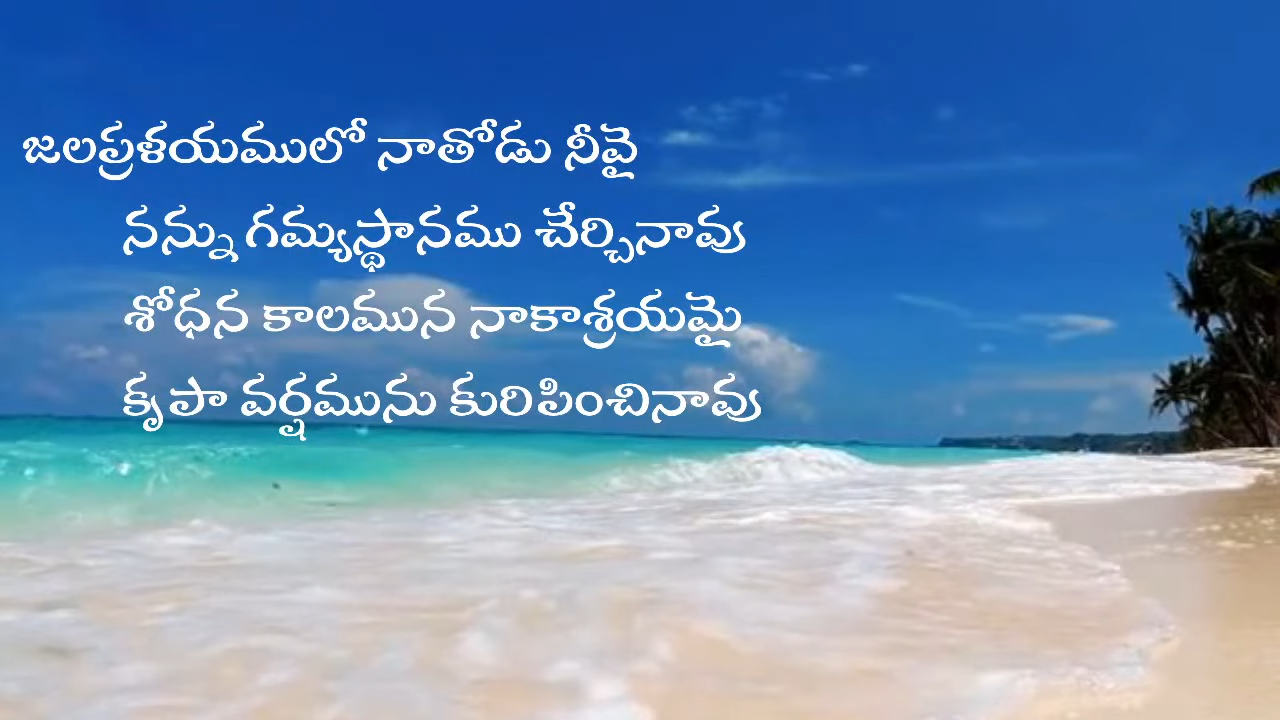 జలప్రళయములో నాతోడు నీవై
నన్ను గమ్యస్థానము చేర్చినావు
శోధన కాలమున నాకాశ్రయమై
కృపా వర్షమును కురిపించినావు